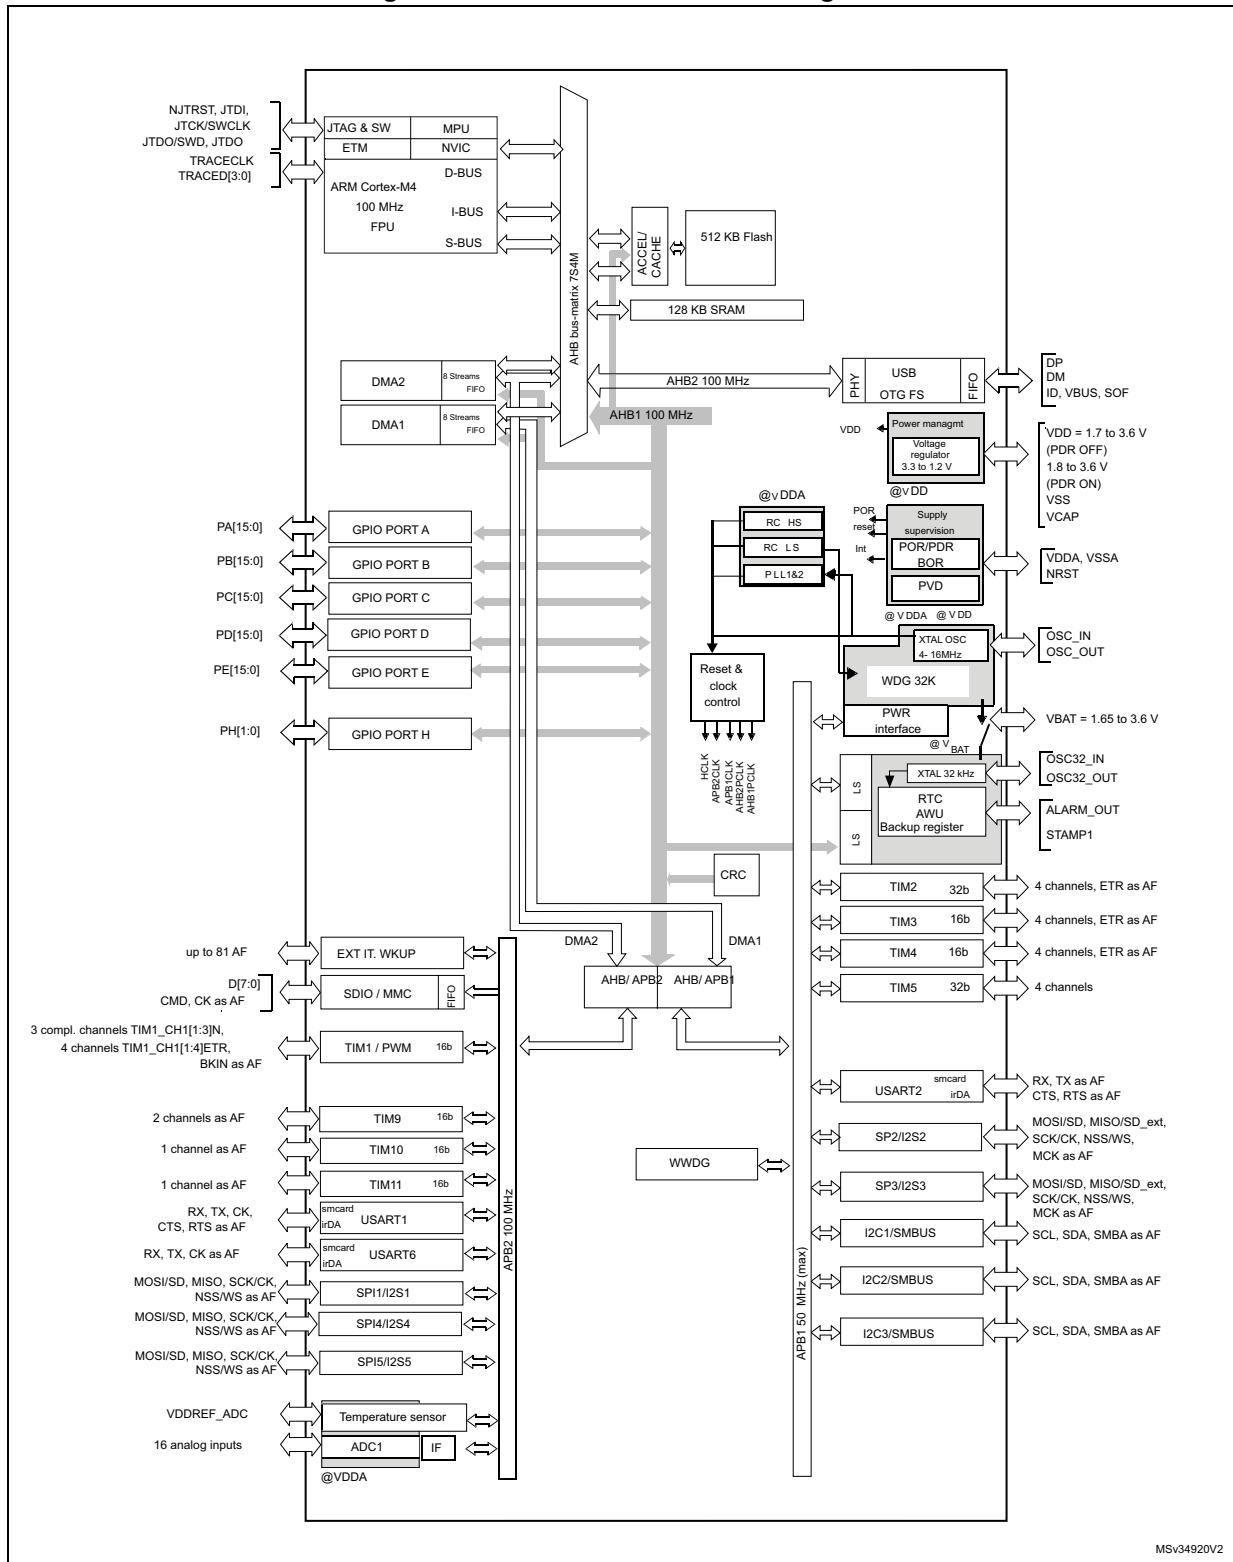 NJTRST, JTDI,
JTCK/SWCLK
JTDO/SWD, JTDO
TRACECLK
TRACED[3:0]
JTAG & SW
MPU
ETM
NVIC
D-BUS
ARM Cortex-M4
100 MHz
FPU
I-BUS
S-BUS
AHB bus-matrix 7S4M
ACCEL/
CACHE
512 KB Flash
128 KB SRAM
DMA2
8 Streams
FIFO
DMA1
8 Streams
FIFO
AHB2 100 MHz
AHB1 100 MHz
PHY
USB
OTG FS
FIFO
DP
DM
ID, VBUS, SOF
VDD
Power managmt
Voltage
regulator
3.3 to 1.2 V
@VDD
VDD = 1.7 to 3.6 V
(PDR OFF)
1.8 to 3.6 V
(PDR ON)
VSS
VCAP
@VDDA
RC HS
RC LS
PLL1&2
POR
reset
Int
Supply
supervision
POR/PDR
BOR
PVD
VDDA, VSSA
NRST
@VDDA @VDD
PA[15:0]
GPIO PORT A
PB[15:0]
GPIO PORT B
PC[15:0]
GPIO PORT C
PD[15:0]
GPIO PORT D
PE[15:0]
GPIO PORT E
PH[1:0]
GPIO PORT H
XTAL OSC
4- 16MHz
OSC_IN
OSC_OUT
WDG 32K
Reset &
clock
control
PWR
interface
VBAT = 1.65 to 3.6 V
@VBAT
HCLK
APB2CLK
APB1CLK
AHB2PCLK
AHB1PCLK
LS
XTAL 32 kHz
OSC32_IN
OSC32_OUT
RTC
AWU
Backup register
ALARM_OUT
STAMP1
LS
CRC
TIM2
32b
4 channels, ETR as AF
TIM3
16b
4 channels, ETR as AF
TIM4
16b
4 channels, ETR as AF
TIM5
32b
4 channels
DMA2
DMA1
AHB/ APB2
AHB/ APB1
up to 81 AF
EXT IT. WKUP
D[7:0]
CMD, CK as AF
SDIO / MMC
FIFO
3 compl. channels TIM1_CH1[1:3]N,
4 channels TIM1_CH1[1:4]ETR,
BKIN as AF
TIM1 / PWM
16b
2 channels as AF
TIM9
16b
1 channel as AF
TIM10
16b
1 channel as AF
TIM11
16b
RX, TX, CK,
CTS, RTS as AF
smcard
irDA
USART1
RX, TX, CK as AF
smcard
irDA
USART6
MOSI/SD, MISO, SCK/CK,
NSS/WS as AF
SPI1/I2S1
MOSI/SD, MISO, SCK/CK,
NSS/WS as AF
SPI4/I2S4
MOSI/SD, MISO, SCK/CK,
NSS/WS as AF
SPI5/I2S5
VDDREF_ADC
Temperature sensor
16 analog inputs
ADC1
IF
@VDDA
APB2 100 MHz
WWDG
APB1 50 MHz (max)
USART2
smcard
irDA
RX, TX as AF
CTS, RTS as AF
SP2/I2S2
MOSI/SD, MISO/SD_ext,
SCK/CK, NSS/WS,
MCK as AF
SP3/I2S3
MOSI/SD, MISO/SD_ext,
SCK/CK, NSS/WS,
MCK as AF
I2C1/SMBUS
SCL, SDA, SMBA as AF
I2C2/SMBUS
SCL, SDA, SMBA as AF
I2C3/SMBUS
SCL, SDA, SMBA as AF
MSv34920V2